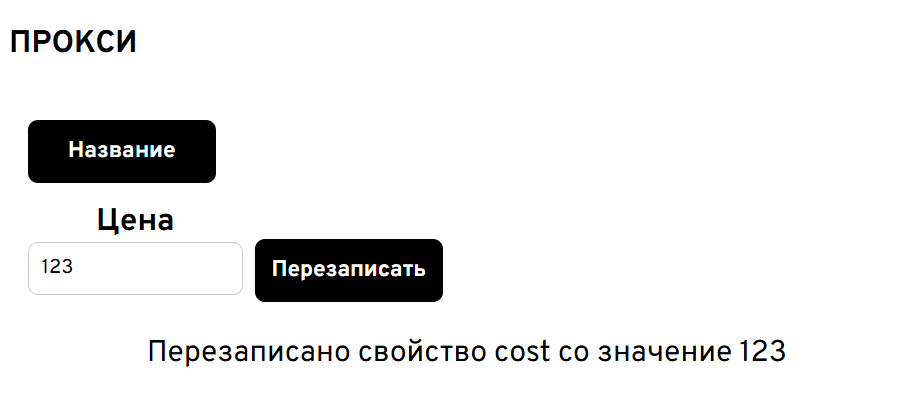 ПРОКСИ
Название
Цена
123
Перезаписать
Перезаписано свойство cost со значение 123